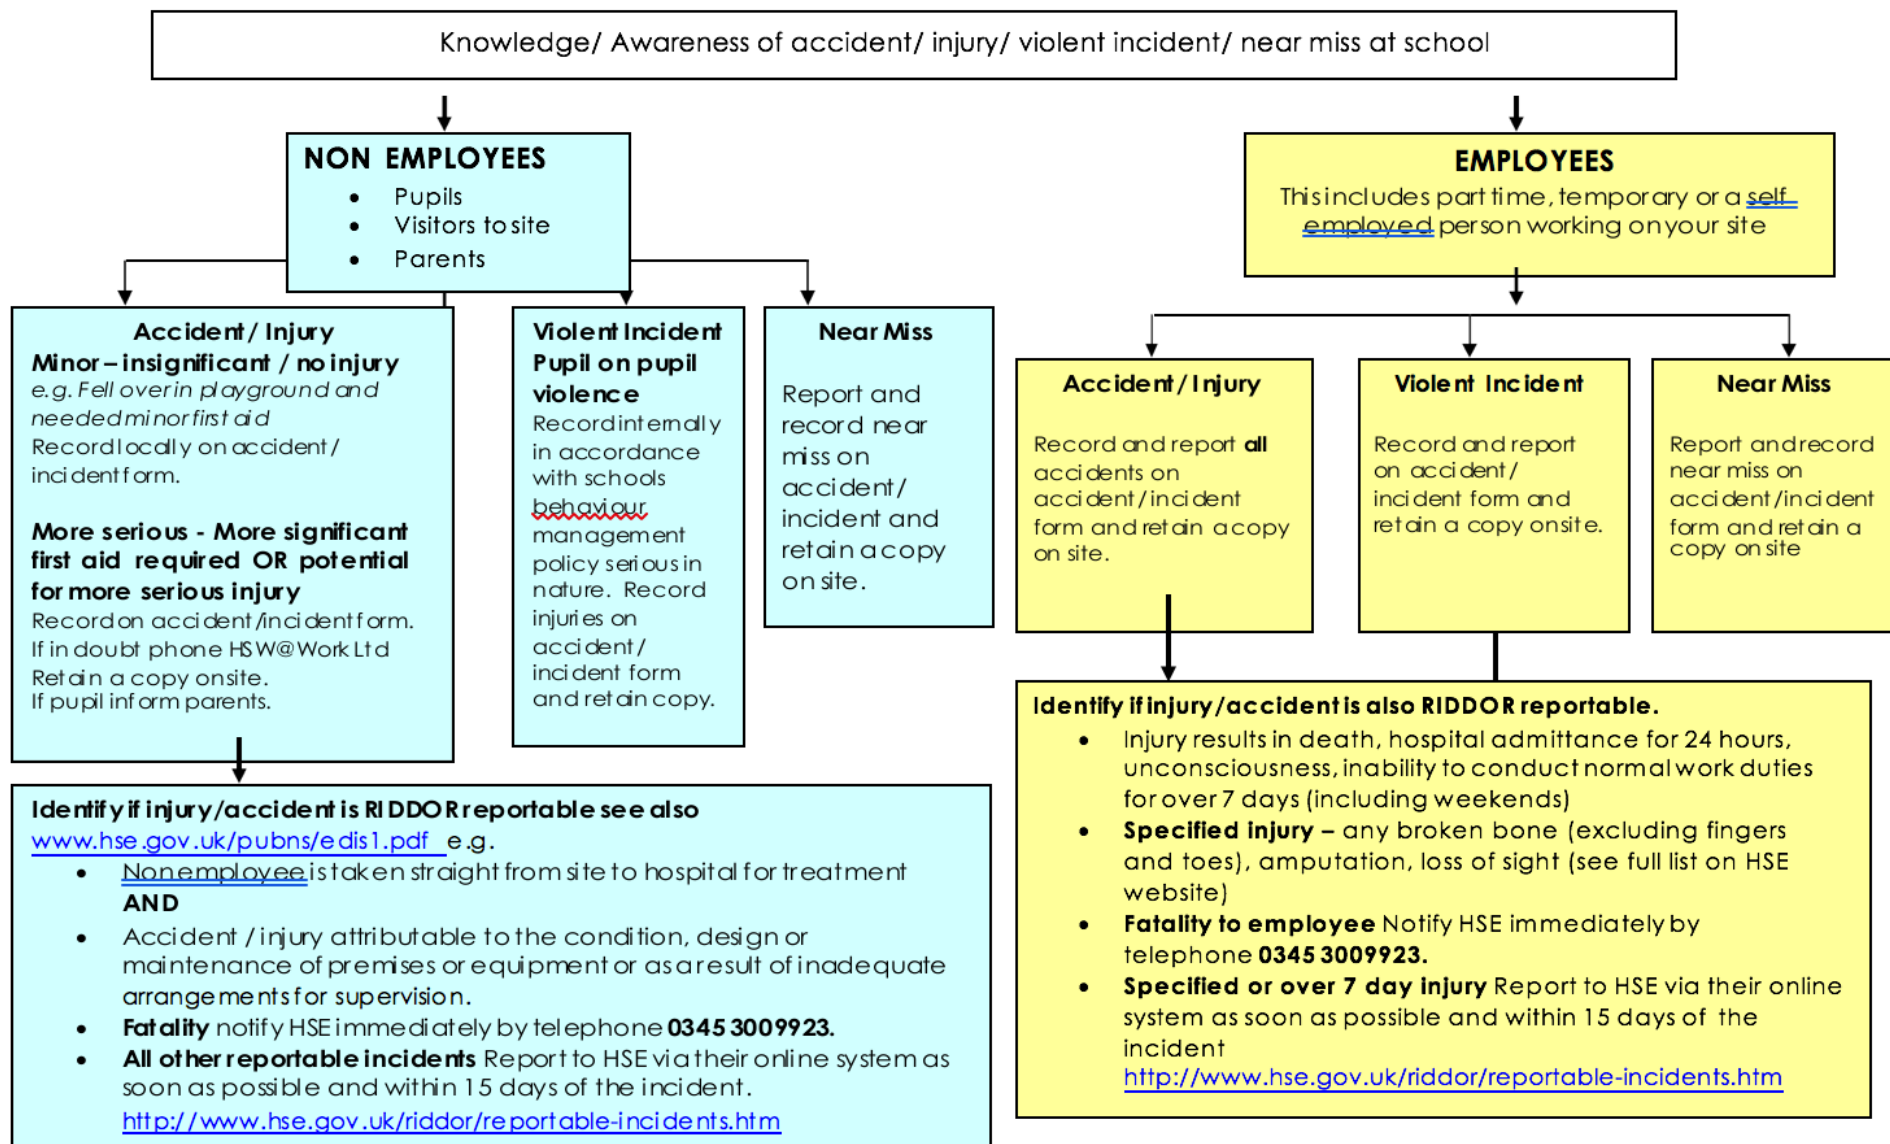 Knowledge/ Awareness of accident/ injury/ violent incident/ near miss at school
NON EMPLOYEES
• Pupils
• Visitors to site
• Parents
EMPLOYEES
This includes part time, temporary or a self
employed person working on your site
Accident/ Injury
Minor – insignificant / no injury
e.g. Fell over in playground and
needed minor first aid
Record locally on accident/
incident form.
More serious - More significant
first aid required OR potential
for more serious injury
Record on accident/incident form.
If in doubt phone HSW@Work Ltd
Retain a copy onsite.
If pupil inform parents.
Violent Incident
Pupil on pupil
violence
Record internally
in accordance
with schools
behaviour
management
policy serious in
nature. Record
injuries on
accident/
incident form
and retain copy.
Near Miss
Report and
record near
miss on
accident/
incident and
retain a copy
on site.
Accident/ Injury
Record and report all
accidents on
accident/incident
form and retain a copy
on site.
Violent Incident
Record and report
on accident/
incident form and
retain a copy onsite.
Near Miss
Report and record
near miss on
accident/incident
form and retain a
copy on site
Identify if injury/accident is RIDDOR reportable see also
www.hse.gov.uk/pubns/edis1.pdf e.g.
• Non employee is taken straight from site to hospital for treatment
AND
• Accident / injury attributable to the condition, design or
maintenance of premises or equipment or as a result of inadequate
arrangements for supervision.
• Fatality notify HSE immediately by telephone 0345 3009923.
• All other reportable incidents Report to HSE via their online system as
soon as possible and within 15 days of the incident.
http://www.hse.gov.uk/riddor/reportable-incidents.htm
Identify if injury/accident is also RIDDOR reportable.
• Injury results in death, hospital admittance for 24 hours,
unconsciousness, inability to conduct normal work duties
for over 7 days (including weekends)
• Specified injury – any broken bone (excluding fingers
and toes), amputation, loss of sight (see full list on HSE
website)
• Fatality to employee Notify HSE immediately by
telephone 0345 3009923.
• Specified or over 7 day injury Report to HSE via their online
system as soon as possible and within 15 days of the
incident
http://www.hse.gov.uk/riddor/reportable-incidents.htm